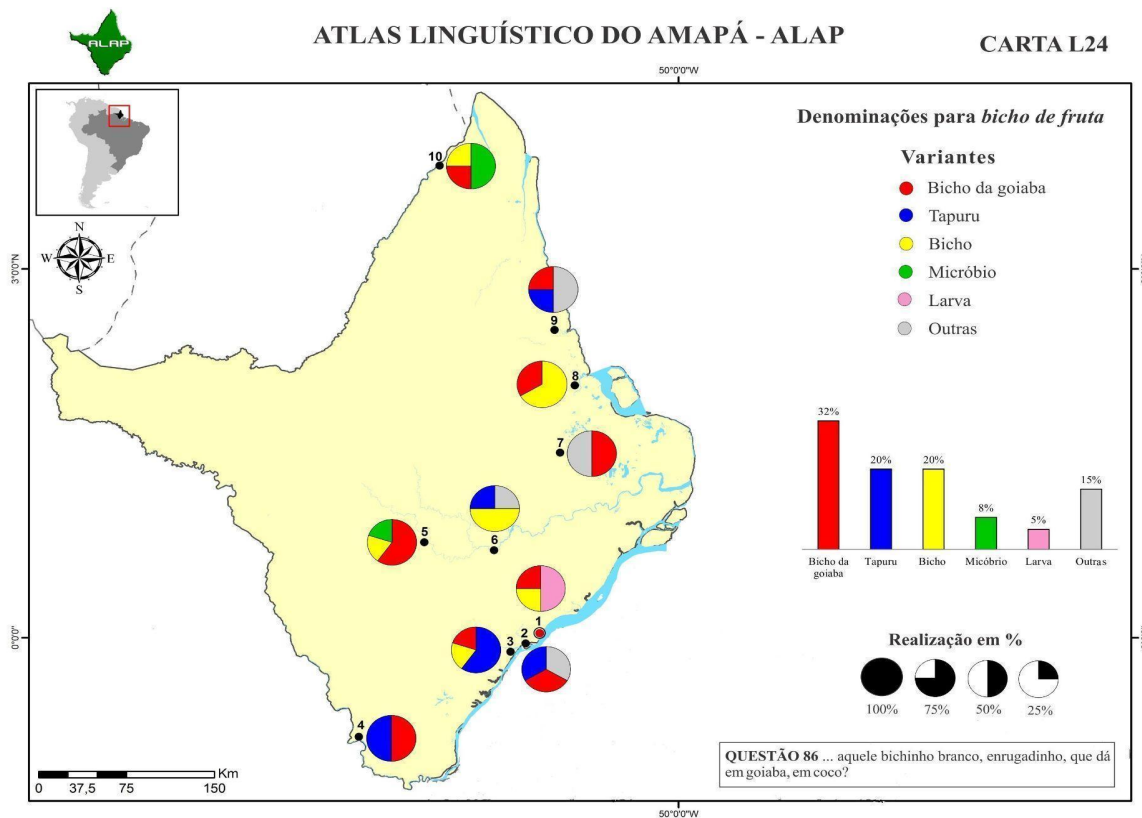 ALAP
ATLAS LINGUÍSTICO DO AMAPÁ - ALAP
CARTA L24
50°0'0"W
Denominações para bicho de fruta
Variantes
Bicho da goiaba
Tapuru
Bicho
Micróbio
Larva
Outras
N
W E
S
3°0'0"N
0°0'0"
10
9
8
7
5
6
1
2
3
4
32%
20%
20%
8%
5%
15%
Bicho da goiaba
Tapuru
Bicho
Micóbrio
Larva
Outras
Realização em %
100%
75%
50%
25%
QUESTÃO 86 ... aquele bichinho branco, enrugadinho, que dá
em goiaba, em coco?
Km
0 37,5 75 150
50°0'0"W